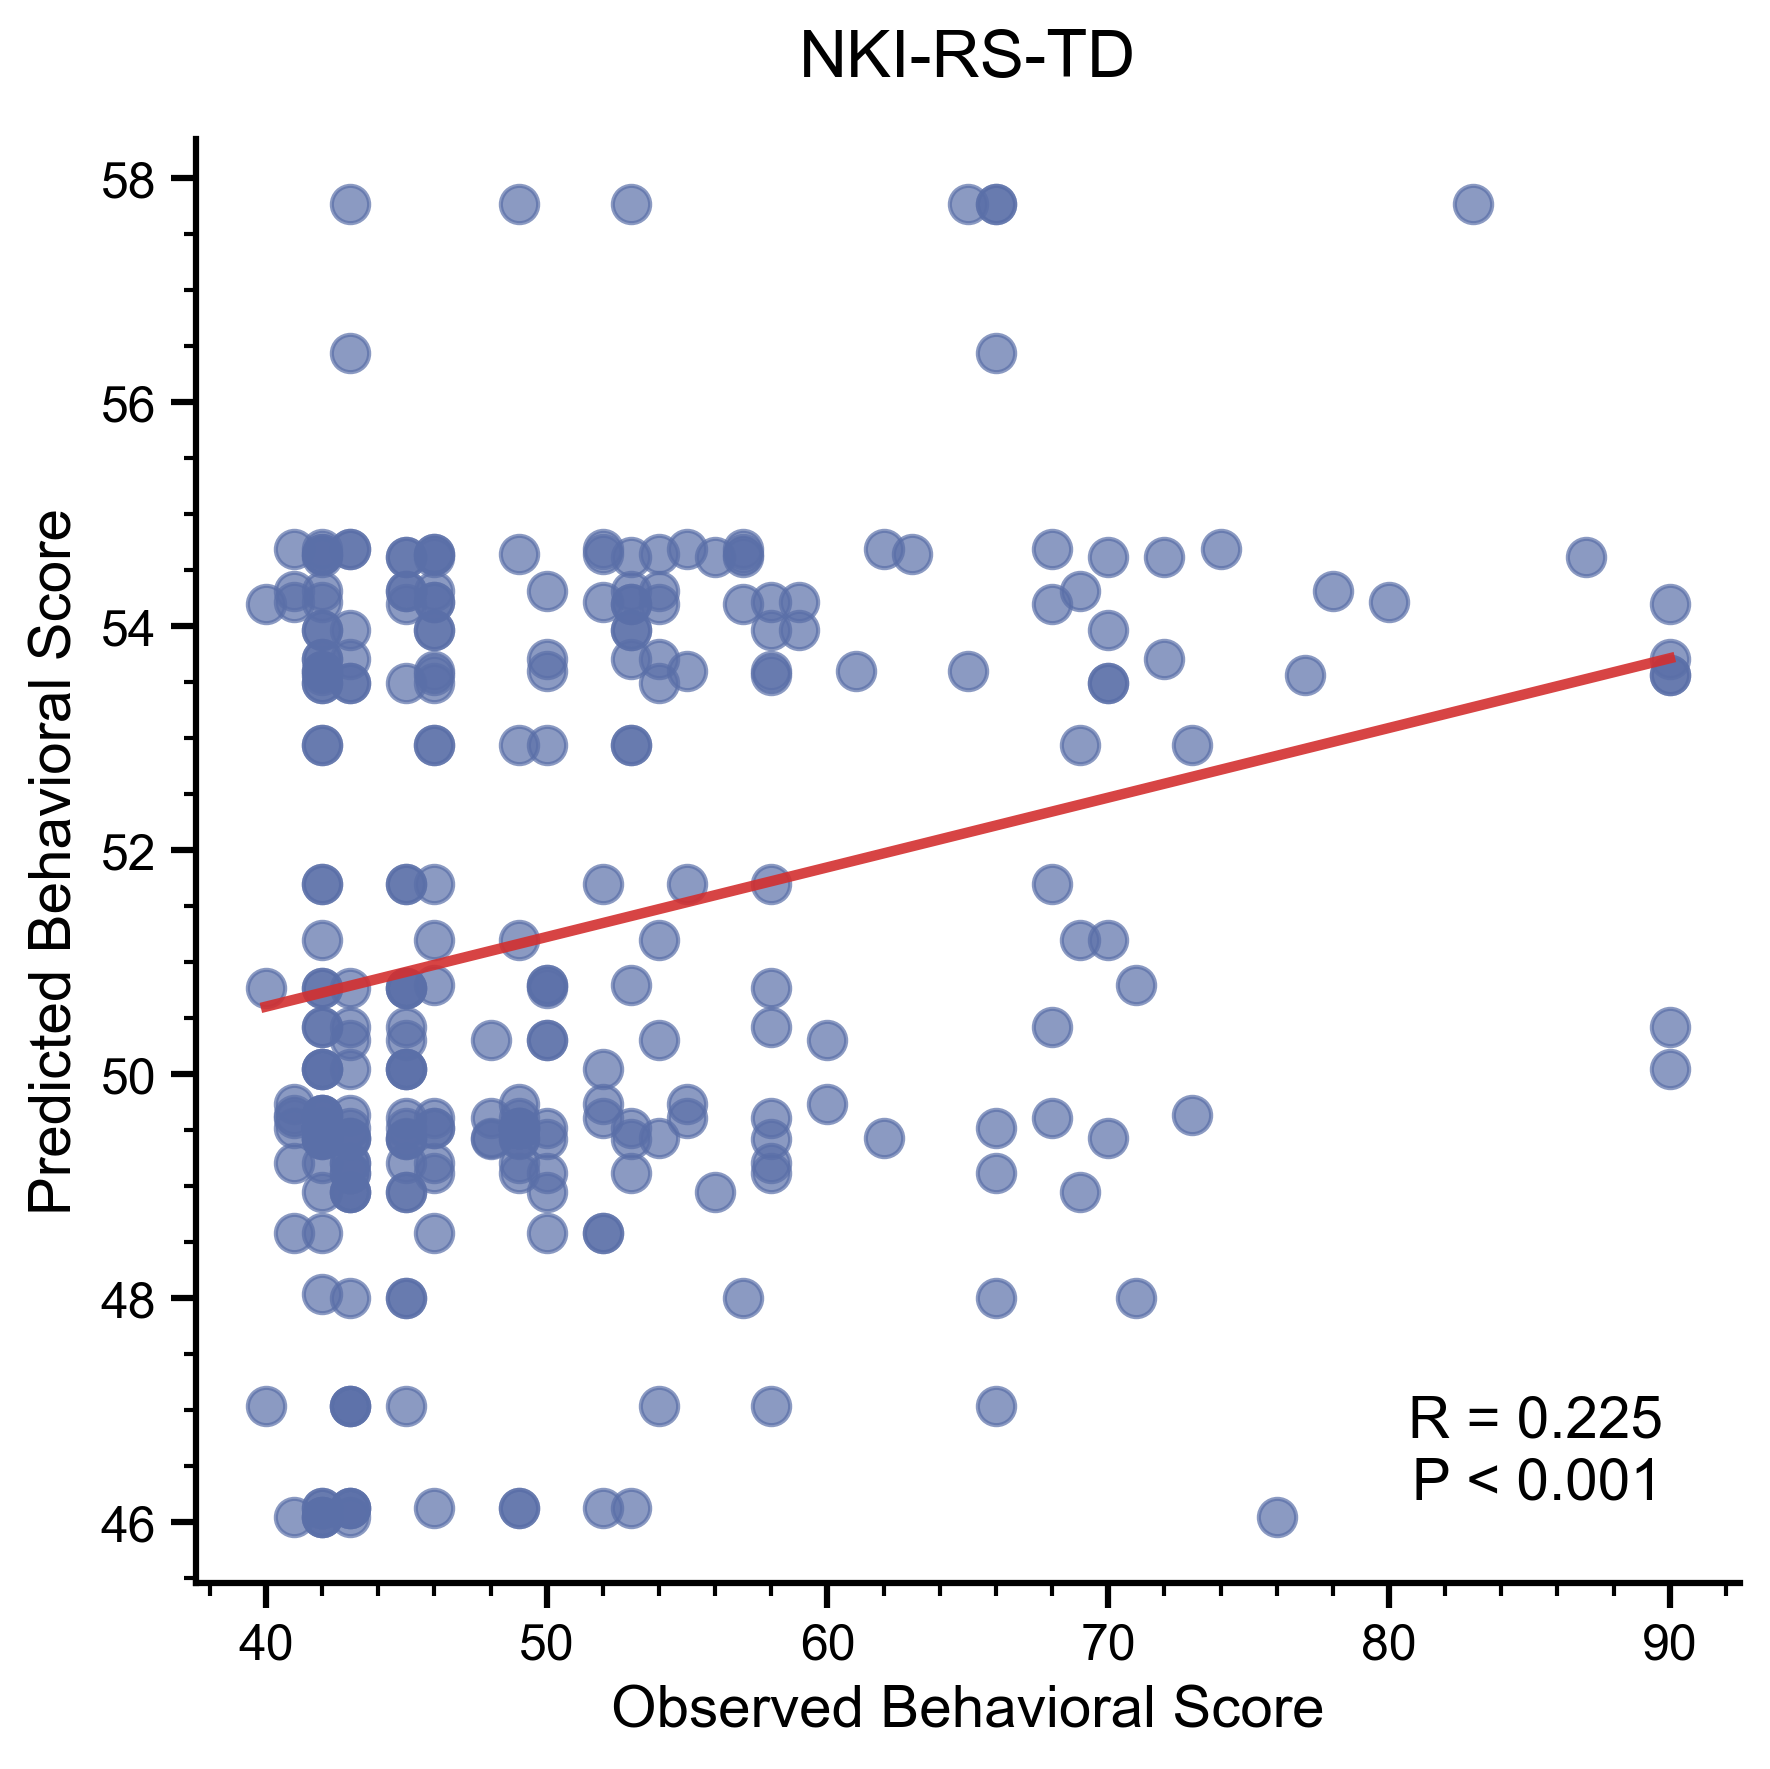 NKI-RS-TD
Predicted Behavioral Score
58
56
54
52
50
48
46
R = 0.225
P < 0.001
40 50 60 70 80 90
Observed Behavioral Score